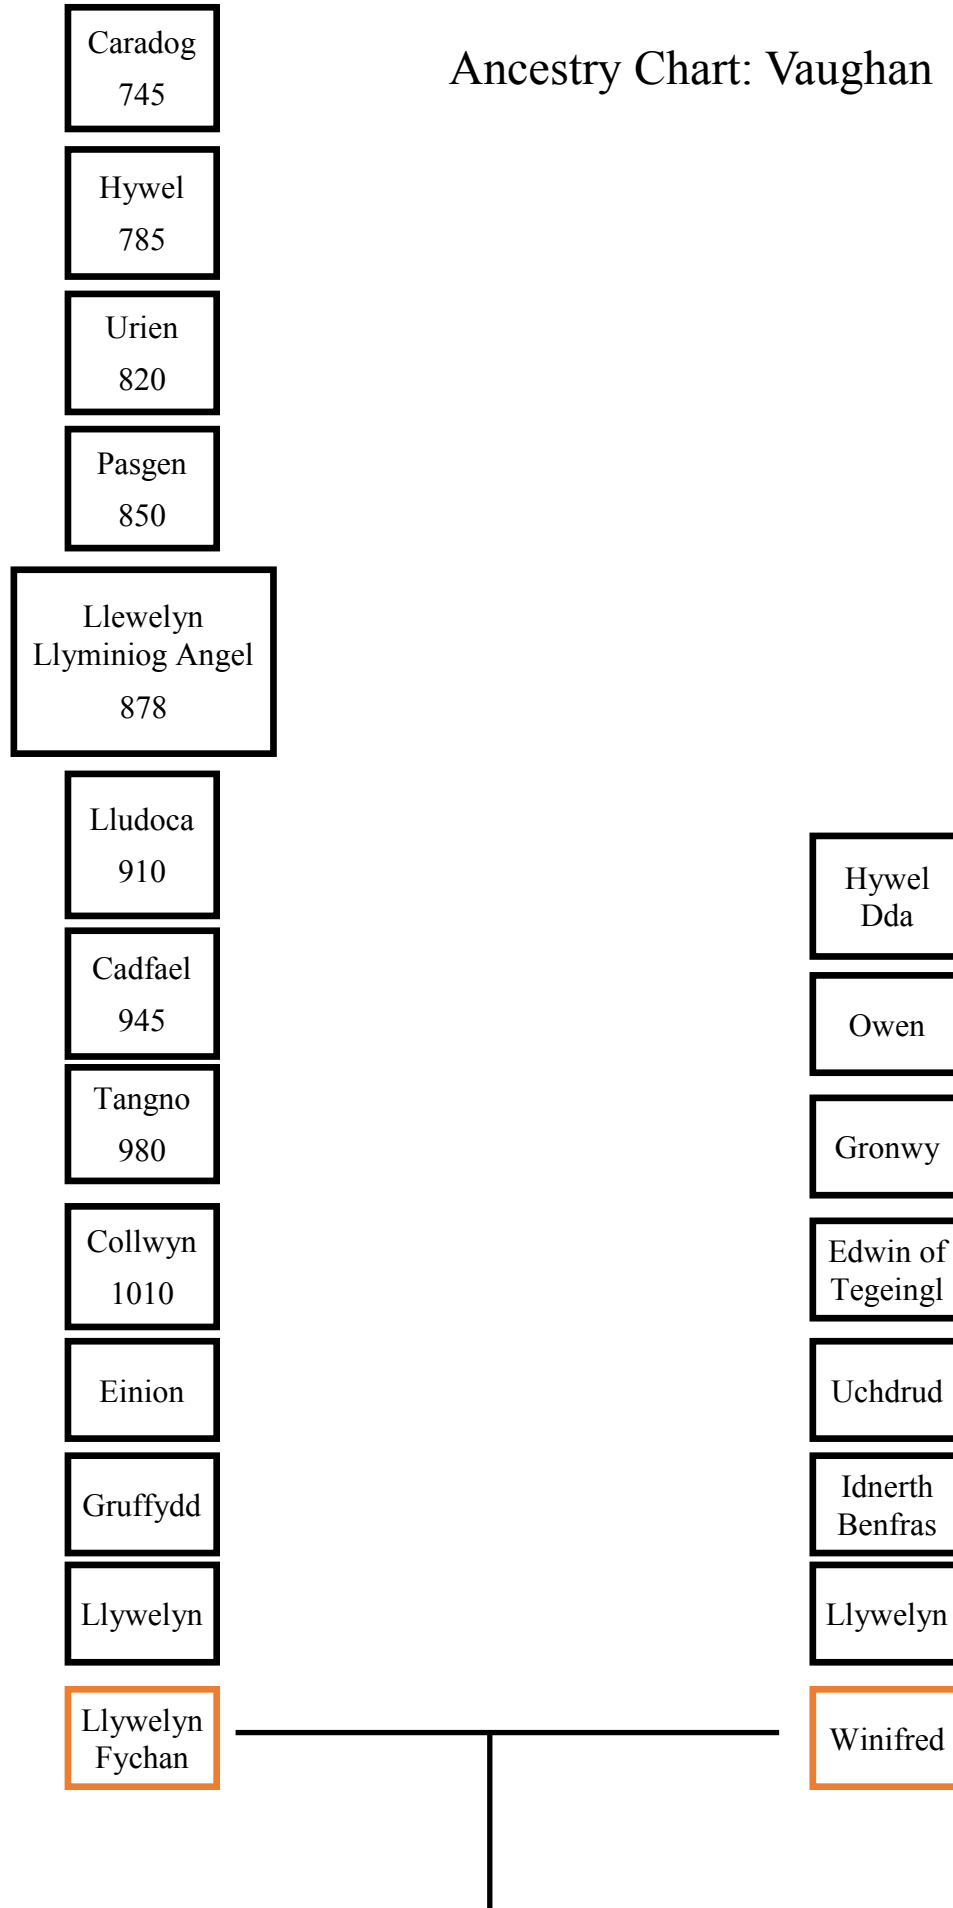 Ancestry Chart: Vaughan
Caradog
745
Hywel
785
Urien
820
Pasgen
850
Llewelyn
Llyminiog Angel
878
Lludoca
910
Cadfael
945
Tangno
980
Collwyn
1010
Einion
Gruffydd
Llywelyn
Llywelyn
Fychan
Hywel
Dda
Owen
Gronwy
Edwin of
Tegeingl
Uchdrud
Idnerth
Benfras
Llywelyn
Winifred